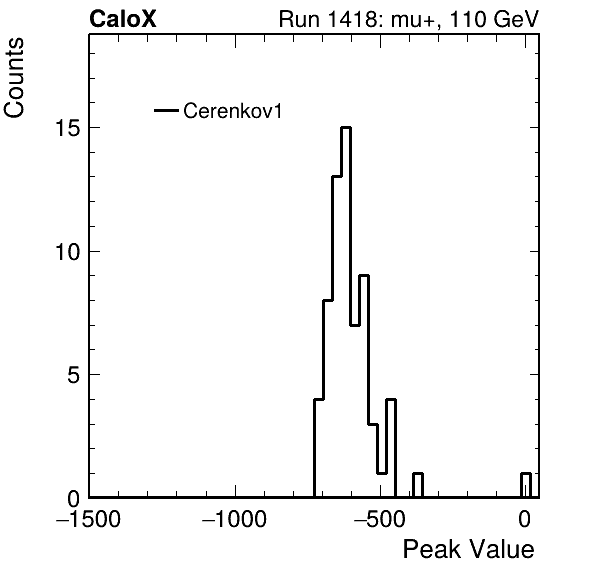 CaloX Run 1418: mu+, 110 GeV
Counts
Cerenkov1
15
10
5
0
−1500 −1000 −500 0
Peak Value